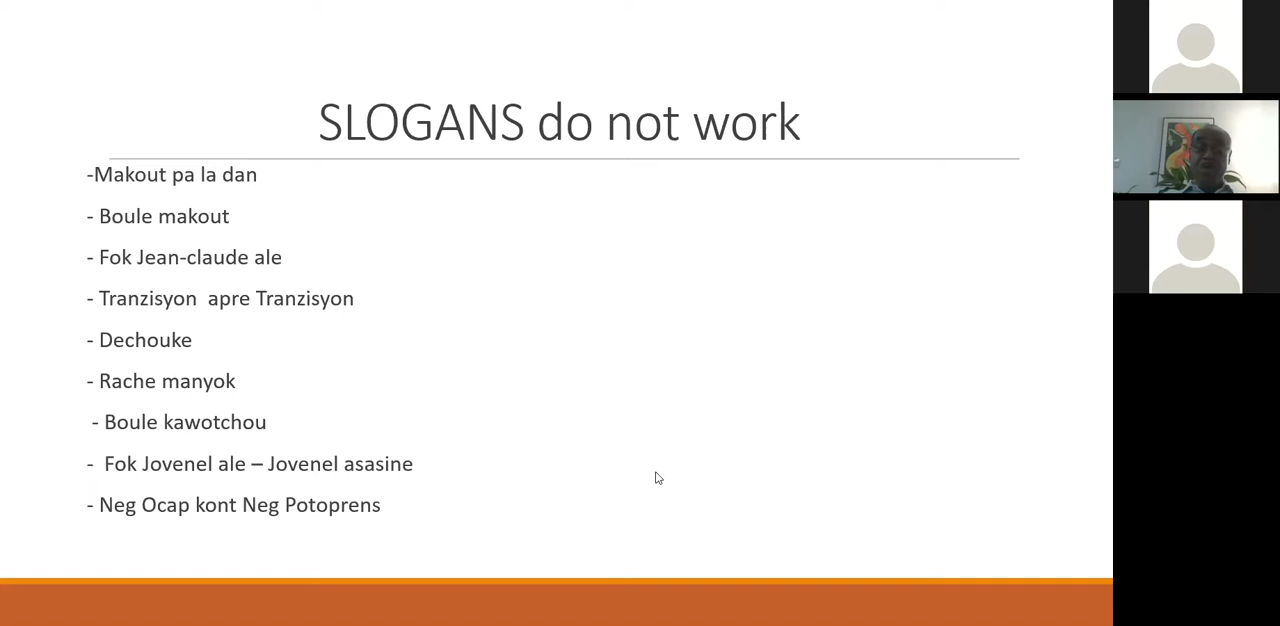 SLOGANS do not work
-Makout pa la dan
- Boule makout
- Fok Jean-claude ale
- Tranzisyon  apre Tranzisyon
- Dechouke
- Rache manyok
- Boule kawotchou
-  Fok Jovenel ale – Jovenel asasine
- Neg Ocap kont Neg Potoprens